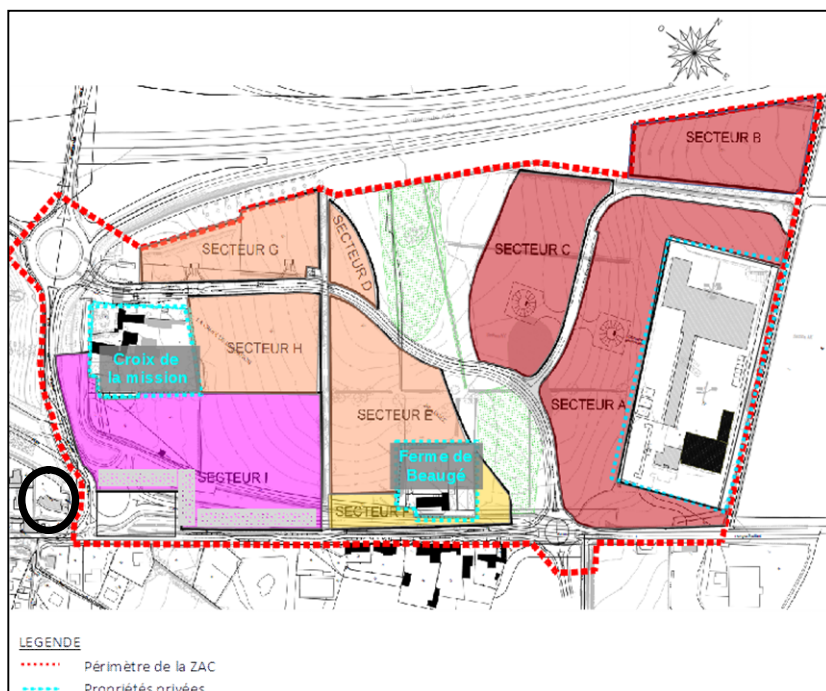 N
SECTEUR B
SECTEUR G
SECTEUR D
SECTEUR C
SECTEUR H
Croix de
la mission
SECTEUR E
SECTEUR A
Ferme de
Beaugé
SECTEUR I
SECTEUR
LEGENDE
Périmètre de la ZAC
Propriétés privées